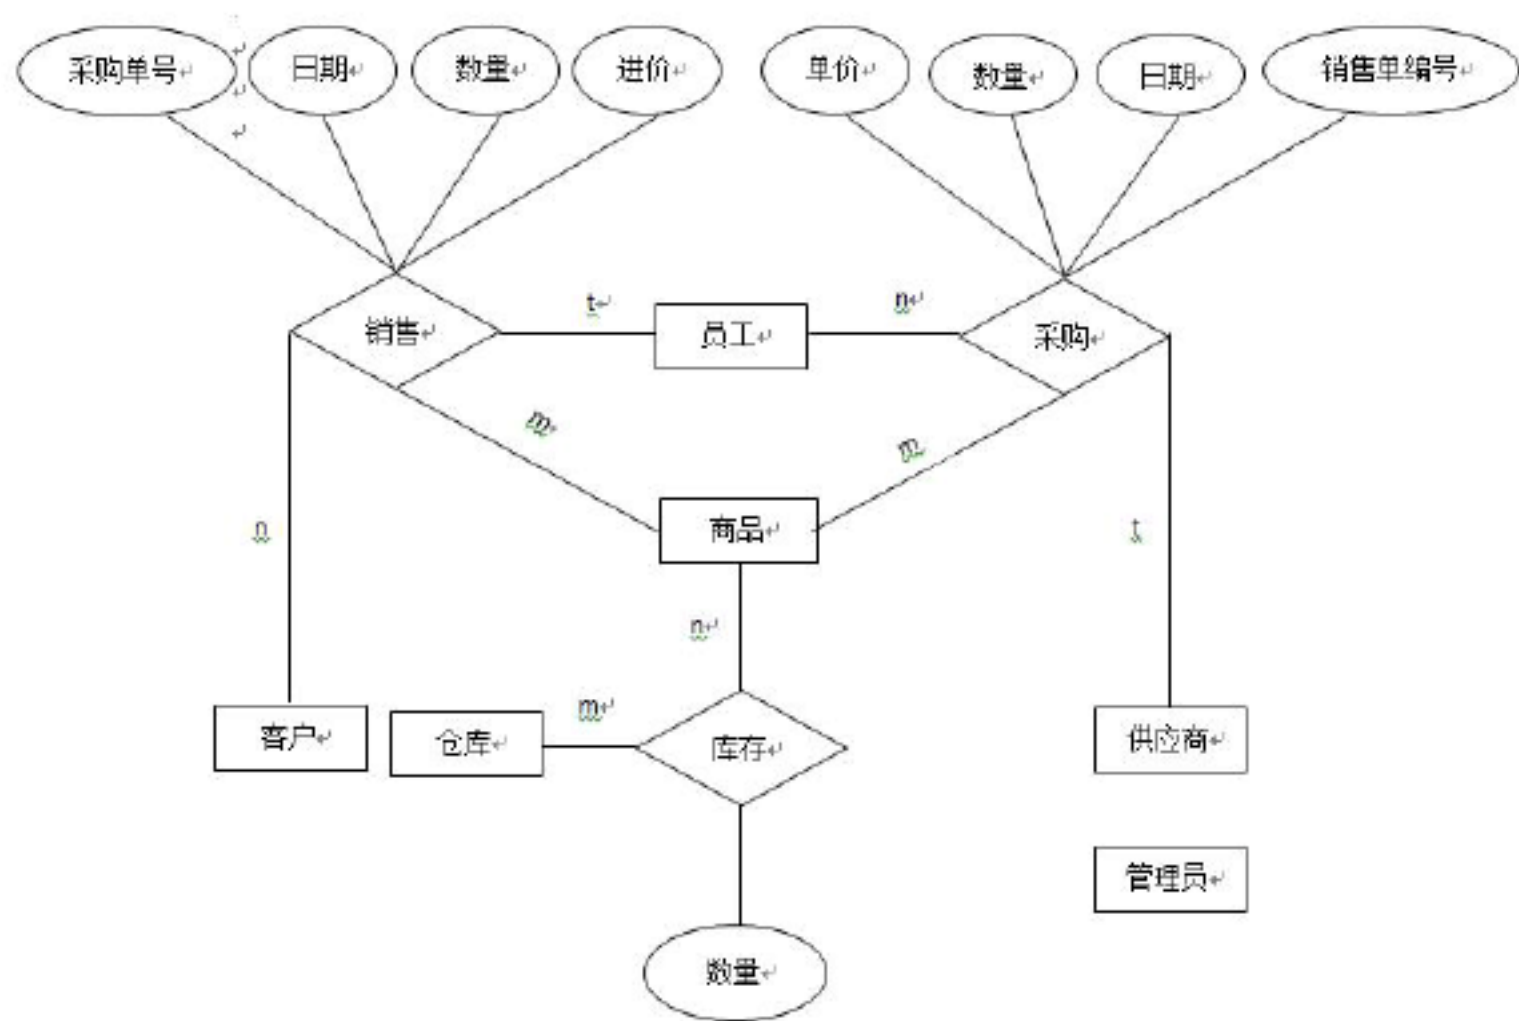 采购单号
日期
数量
进价
单价
数量
日期
销售单编号
t
n
销售
员工
采购
m
m
n
商品
t
n
m
客户
仓库
库存
供应商
管理员
数量